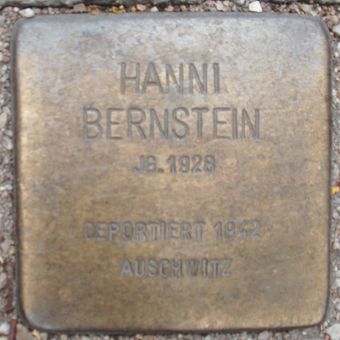 HANNI
BERNSTEIN
JG.1928
DEPORTIERT 1942
AUSCHWITZ